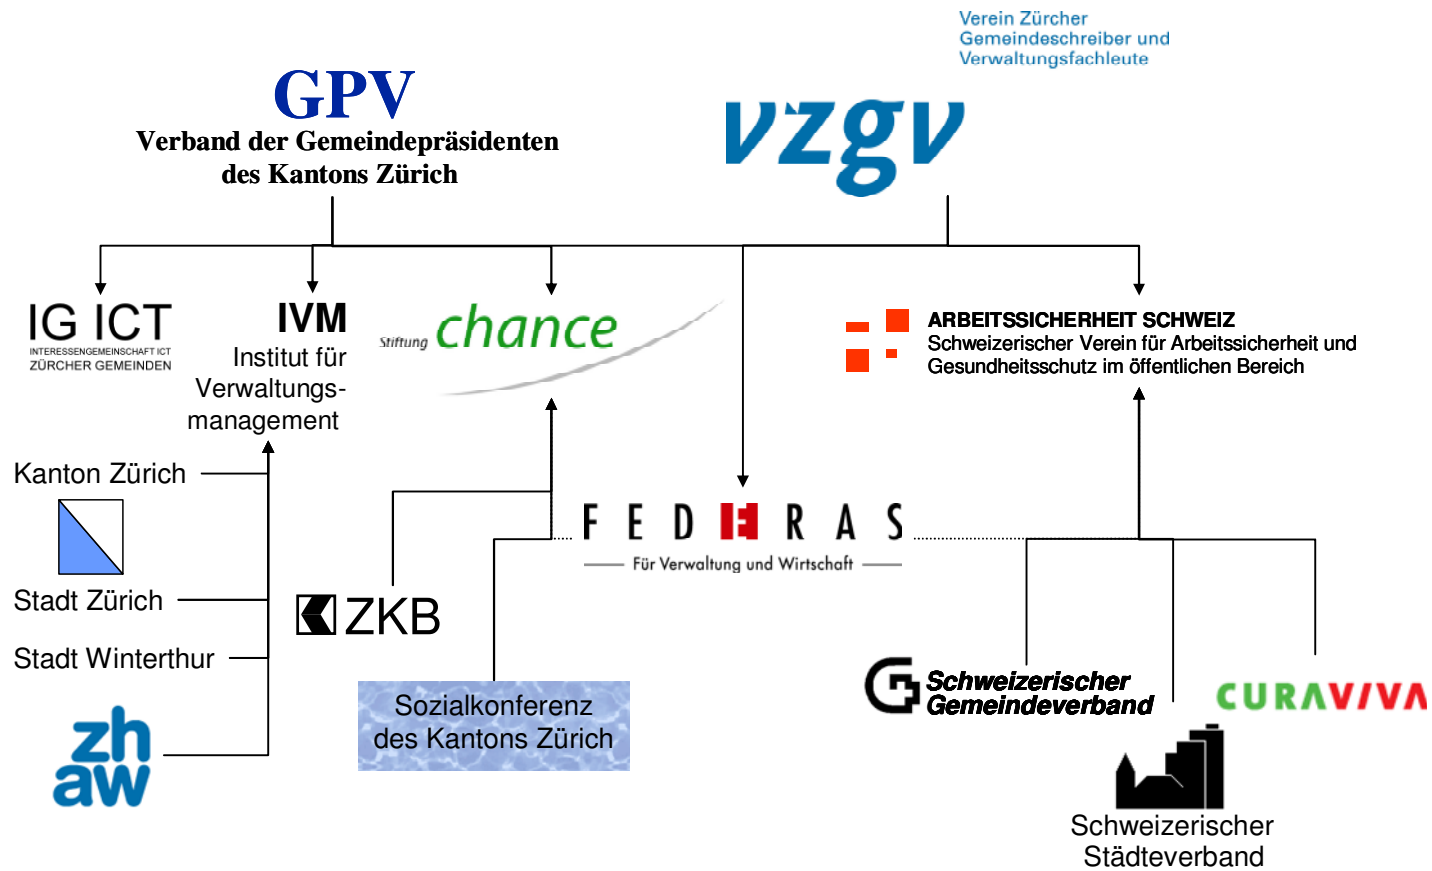 Verein Zürcher
Gemeindeschreiber und
Verwaltungsfachleute
GPV
Verband der Gemeindepräsidenten
des Kantons Zürich
vzgv
IG ICT
INTERESSENGEMEINSCHAFT ICT
ZÜRCHER GEMEINDEN
IVM
Institut für
Verwaltungs-
management
Stiftung chance
ARBEITSSICHERHEIT SCHWEIZ
Schweizerischer Verein für Arbeitssicherheit und
Gesundheitsschutz im öffentlichen Bereich
Kanton Zürich
Stadt Zürich
Stadt Winterthur
zh
aw
ZKB
FEDERAS
Für Verwaltung und Wirtschaft
Sozialkonferenz
des Kantons Zürich
Schweizerischer
Gemeindeverband
CURAVIVA
Schweizerischer
Städteverband